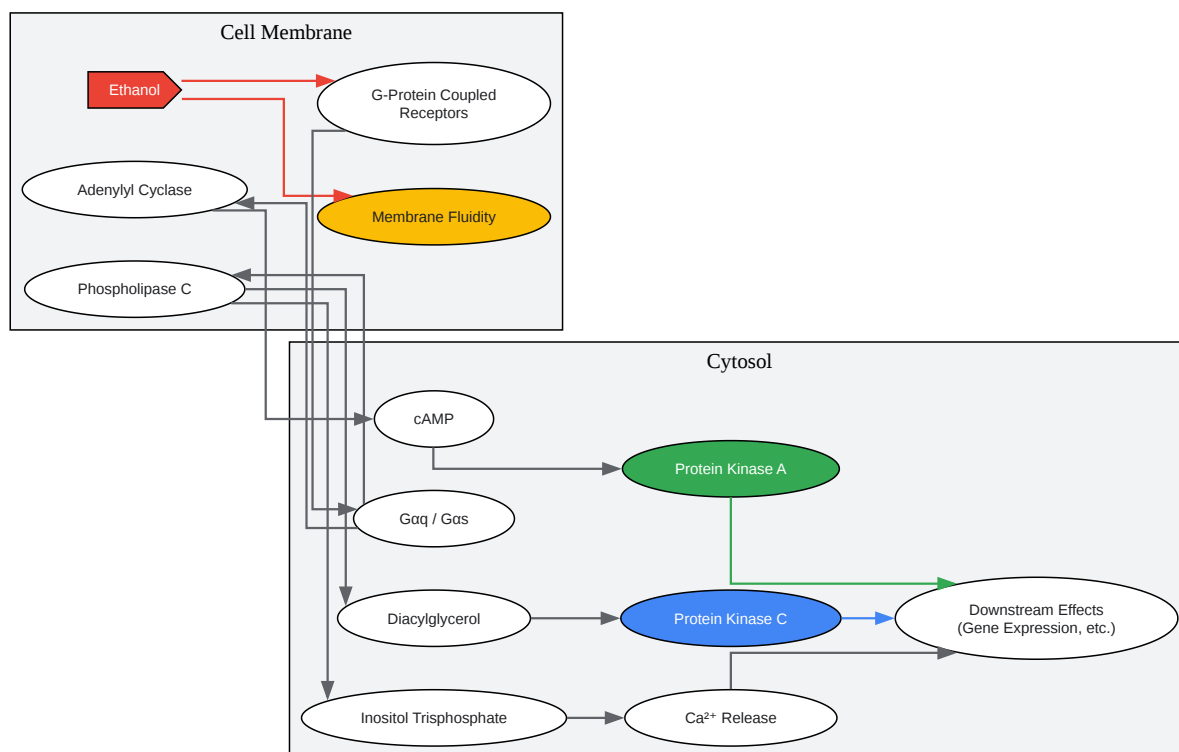 Cell Membrane
Ethanol
G-Protein Coupled
Receptors
Adenylyl Cyclase
Membrane Fluidity
Phospholipase C
Cytosol
cAMP
Protein Kinase A
Gαq / Gαs
Diacylglycerol
Protein Kinase C
Downstream Effects
(Gene Expression, etc.)
Inositol Trisphosphate
Ca²⁺ Release